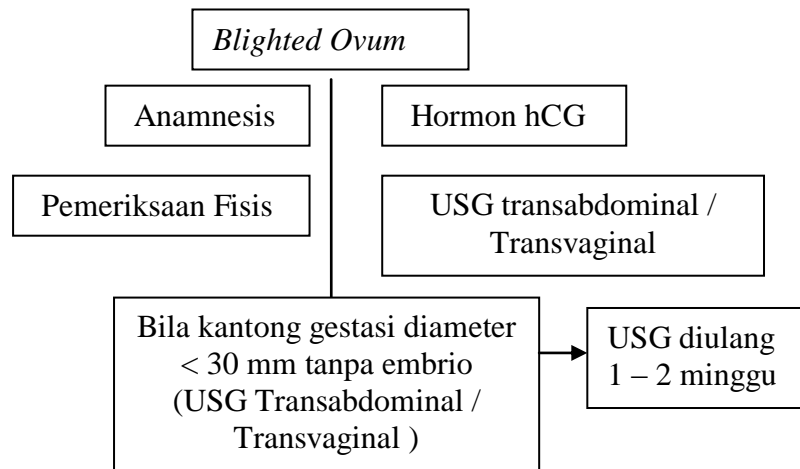 Blighted Ovum
Anamnesis
Hormon hCG
Pemeriksaan Fisis
USG transabdominal /
Transvaginal
Bila kantong gestasi diameter
< 30 mm tanpa embrio
(USG Transabdominal /
Transvaginal )
USG diulang
1 – 2 minggu